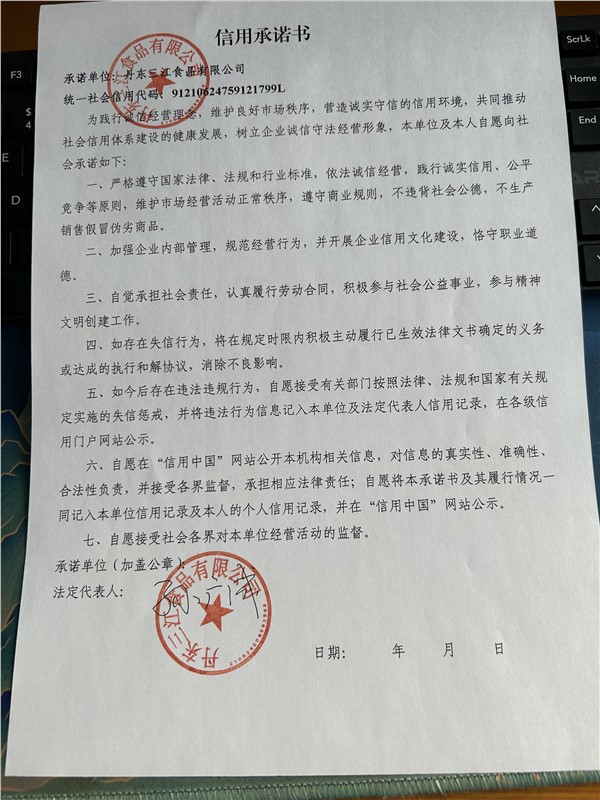 信用承诺书
承诺单位：丹东三江食品有限公司
统一社会信用代码：91210624759121799L
为践行诚信经营理念，维护良好市场秩序，营造诚实守信的信用环境，共同推动
社会信用体系建设的健康发展，树立企业诚信守法经营形象，本单位及本人自愿向社
会承诺如下：
一、严格遵守国家法律、法规和行业标准，依法诚信经营，践行诚实信用、公平
竞争等原则，维护市场经营活动正常秩序，遵守商业规则，不违背社会公德，不生产
销售假冒伪劣商品。
二、加强企业内部管理，规范经营行为，并开展企业信用文化建设，恪守职业道
德。
三、自觉承担社会责任，认真履行劳动合同，积极参与社会公益事业，参与精神
文明创建工作。
四、如存在失信行为，将在规定时限内积极主动履行已生效法律文书确定的义务
或达成的执行和解协议，消除不良影响。
五、如今后存在违法违规行为，自愿接受有关部门按照法律、法规和国家有关规
定实施的失信惩戒，并将违法行为信息记入本单位及法定代表人信用记录，在各级信
用门户网站公示。
六、自愿在“信用中国”网站公开本机构相关信息，对信息的真实性、准确性、
合法性负责，并接受各界监督，承担相应法律责任；自愿将本承诺书及其履行情况一
同记入本单位信用记录及本人的个人信用记录，并在“信用中国”网站公示。
七、自愿接受社会各界对本单位经营活动的监督。
承诺单位（加盖公章）：
法定代表人：
日期： 年 月 日
丹东三江食品有限公司
丹东三江食品有限公司
F3
$
4
E
D
ScrLk
Home
End